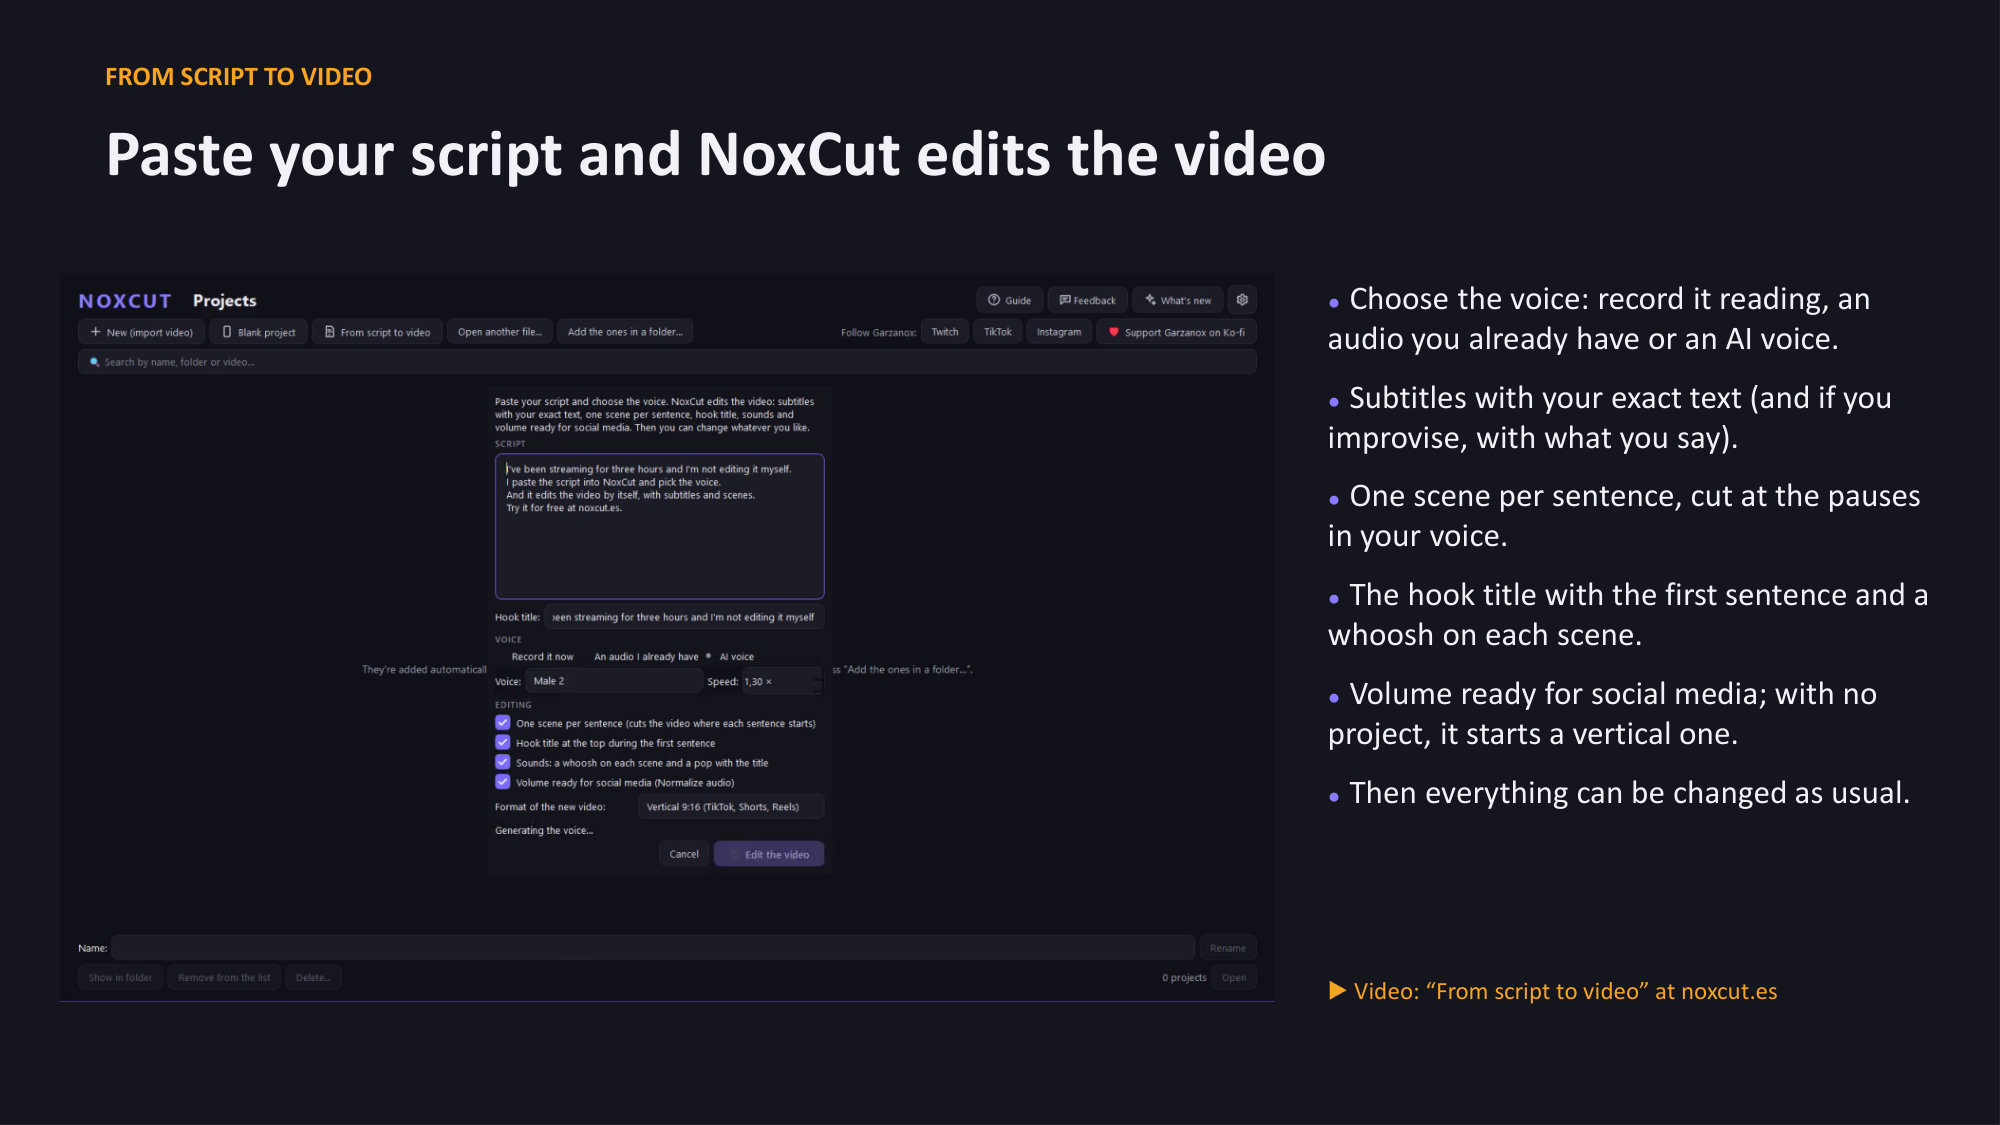 FROM SCRIPT TO VIDEO
Paste your script and NoxCut edits the video
NOXCUT Projects
Guide Feedback What's new
New (import video) Blank project From script to video Open another file... Add the ones in a folder... Follow Garzanox: Twitch TikTok Instagram Support Garzanox on Ko-fi
Search by name, folder or video...
Paste your script and choose the voice. NoxCut edits the video: subtitles
with your exact text, one scene per sentence, hook title, sounds and
volume ready for social media. Then you can change whatever you like.
SCRIPT
I've been streaming for three hours and I'm not editing it myself.
I paste the script into NoxCut and pick the voice.
And it edits the video by itself, with subtitles and scenes.
Try it for free at noxcut.es.
Hook title: een streaming for three hours and I'm not editing it myself
VOICE
Record it now An audio I already have AI voice
They're added automaticall ss "Add the ones in a folder...".
Voice: Male 2 Speed: 1,30 ×
EDITING
One scene per sentence (cuts the video where each sentence starts)
Hook title at the top during the first sentence
Sounds: a whoosh on each scene and a pop with the title
Volume ready for social media (Normalize audio)
Format of the new video: Vertical 9:16 (TikTok, Shorts, Reels)
Generating the voice...
Cancel Edit the video
Name: Rename
Show in folder Remove from the list Delete... 0 projects Open
• Choose the voice: record it reading, an
audio you already have or an AI voice.
• Subtitles with your exact text (and if you
improvise, with what you say).
• One scene per sentence, cut at the pauses
in your voice.
• The hook title with the first sentence and a
whoosh on each scene.
• Volume ready for social media; with no
project, it starts a vertical one.
• Then everything can be changed as usual.
▶ Video: “From script to video” at noxcut.es